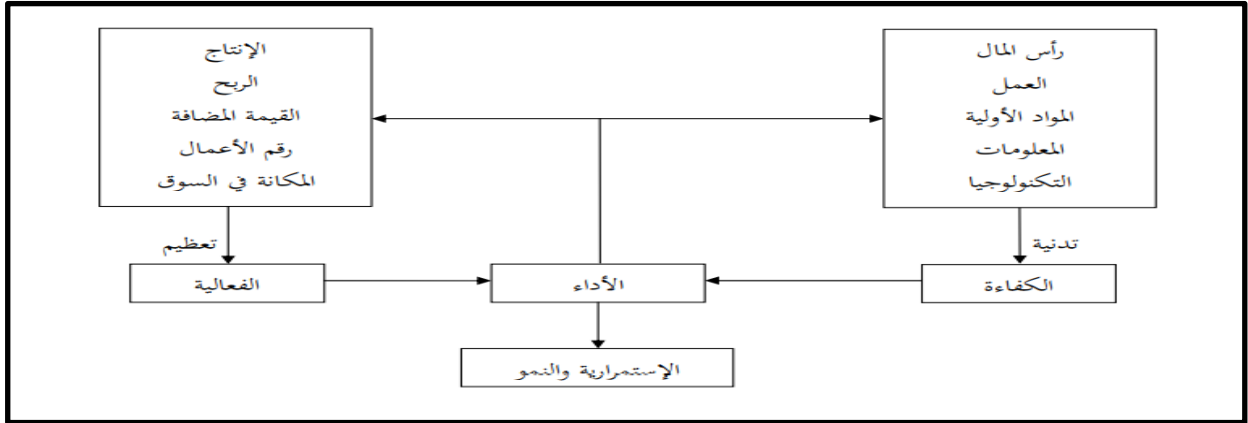 رأس المال
العمل
المواد الأولية
المعلومات
التكنولوجيا
الإنتاج
الربح
القيمة المضافة
رقم الأعمال
المكانة في السوق
تدنية
تعظيم
الكفاءة
الأداء
الفعالية
الإستمرارية والنمو